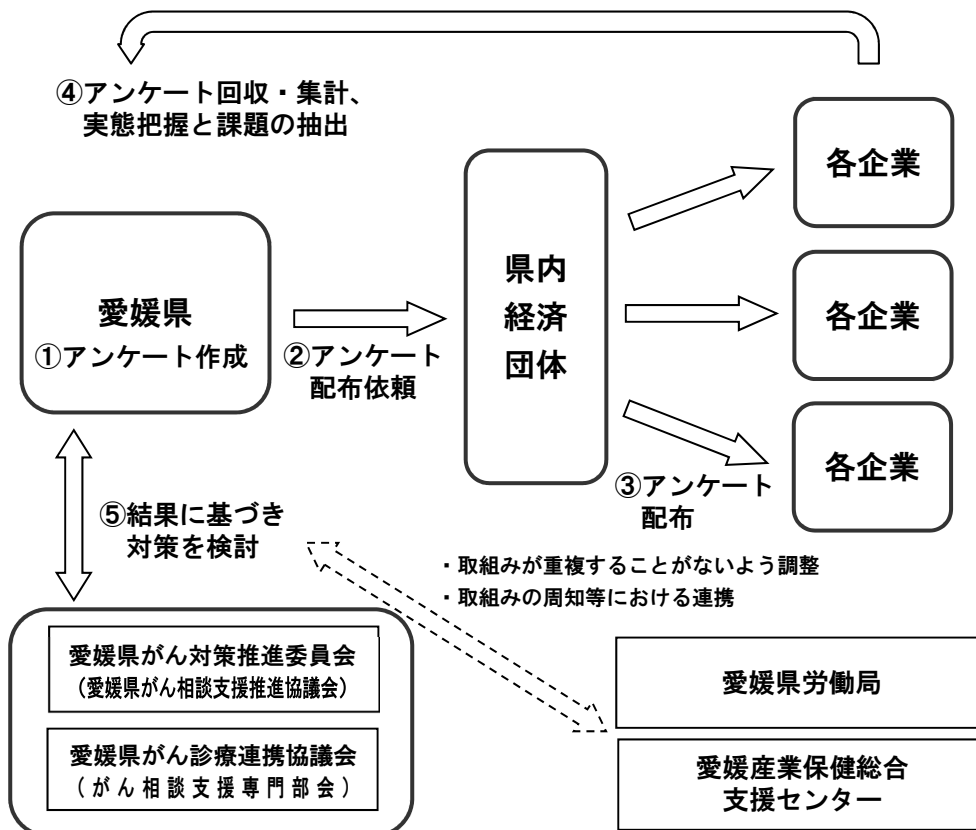 ④アンケート回収・集計、
実態把握と課題の抽出
各企業
愛媛県
①アンケート作成
②アンケート
配布依頼
県内
経済
団体
各企業
各企業
③アンケート
配布
⑤結果に基づき
対策を検討
・取組みが重複することがないよう調整
・取組みの周知等における連携
愛媛県がん対策推進委員会
（愛媛県がん相談支援推進協議会）
愛媛県がん診療連携協議会
（がん相談支援専門部会）
愛媛県労働局
愛媛産業保健総合
支援センター